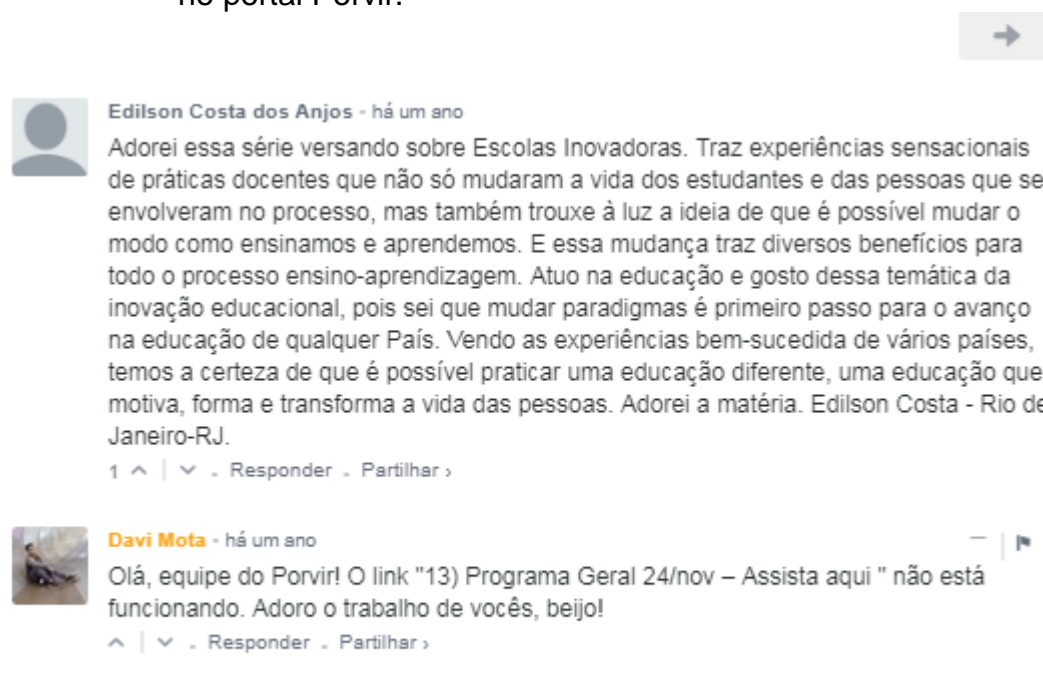 no portal Porvir.
Edilson Costa dos Anjos - há um ano
Adorei essa série versando sobre Escolas Inovadoras. Traz experiências sensacionais
de práticas docentes que não só mudaram a vida dos estudantes e das pessoas que se
envolveram no processo, mas também trouxe à luz a ideia de que é possível mudar o
modo como ensinamos e aprendemos. E essa mudança traz diversos benefícios para
todo o processo ensino-aprendizagem. Atuo na educação e gosto dessa temática da
inovação educacional, pois sei que mudar paradigmas é primeiro passo para o avanço
na educação de qualquer País. Vendo as experiências bem-sucedida de vários países,
temos a certeza de que é possível praticar uma educação diferente, uma educação que
motiva, forma e transforma a vida das pessoas. Adorei a matéria. Edilson Costa - Rio de
Janeiro-RJ.
1 Responder . Partilhar ›
Davi Mota - há um ano
Olá, equipe do Porvir! O link "13) Programa Geral 24/nov – Assista aqui " não está
funcionando. Adoro o trabalho de vocês, beijo!
Responder . Partilhar ›